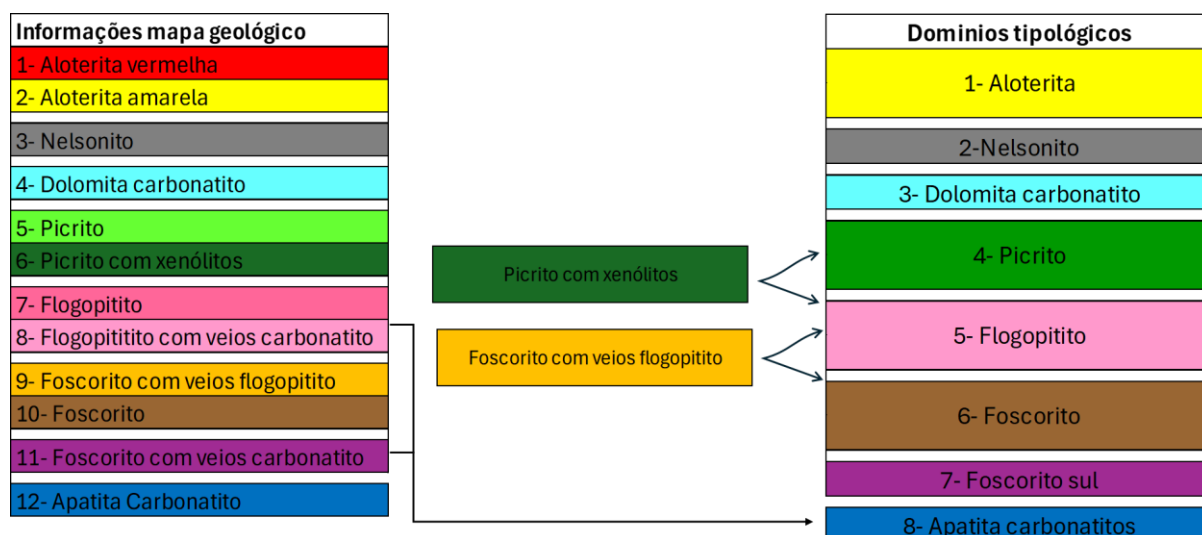 Informações mapa geológico
1- Aloterita vermelha
2- Aloterita amarela
3- Nelsonito
4- Dolomita carbonatito
5- Picrito
6- Picrito com xenólitos
7- Flogopitito
8- Flogopititito com veios carbonatito
9- Foscorito com veios flogopitito
10- Foscorito
11- Foscorito com veios carbonatito
12- Apatita Carbonatito
Picrito com xenólitos
Foscorito com veios flogopitito
Dominios tipológicos
1- Aloterita
2-Nelsonito
3- Dolomita carbonatito
4- Picrito
5- Flogopitito
6- Foscorito
7- Foscorito sul
8- Apatita carbonatitos